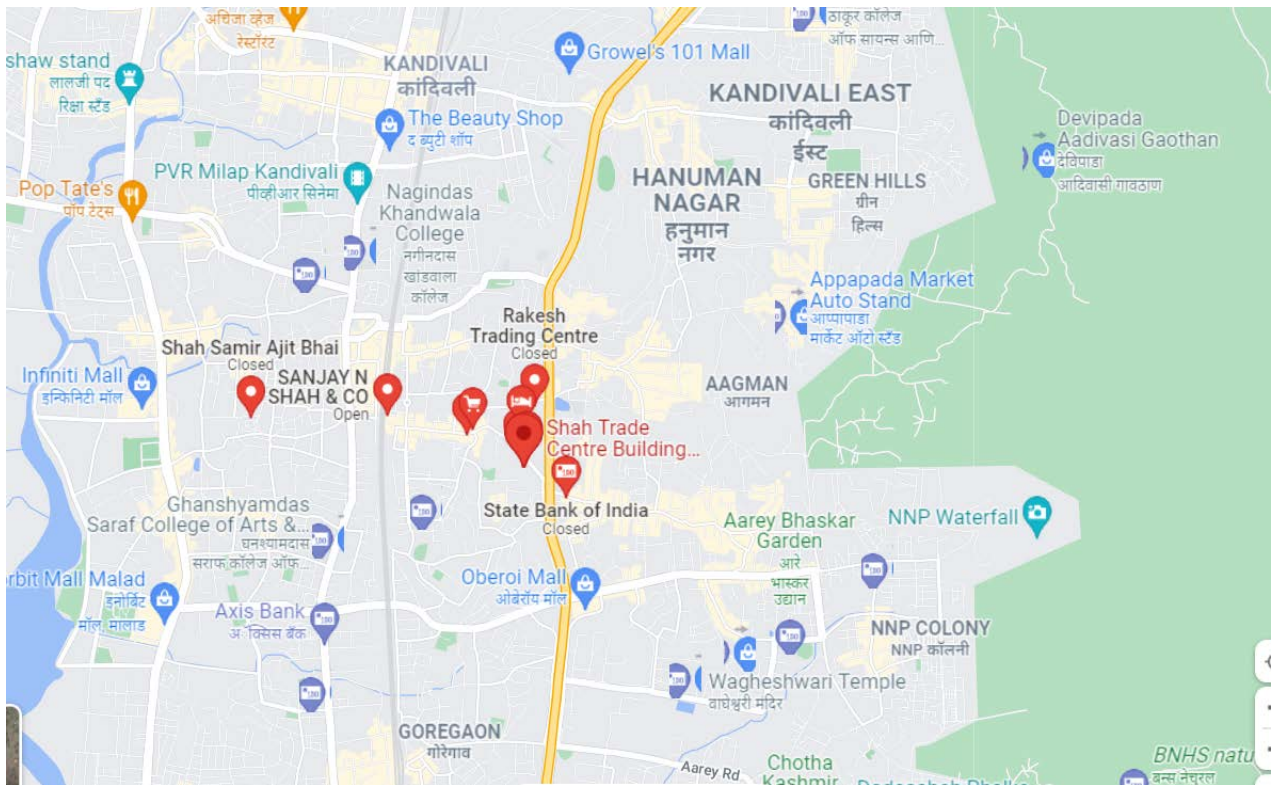 अचिजा व्हेज
रेस्टॉरंट
shaw stand
लालजी पद
रिक्षा स्टँड
KANDIVALI
कांदिवली
Growel's 101 Mall
ठाकूर कॉलेज
ऑफ सायन्स आणि...
KANDIVALI EAST
कांदिवली
ईस्ट
The Beauty Shop
द ब्युटी शॉप
Devipada
Aadivasi Gaothan
देविपाडा
आदिवासी गावठाण
PVR Milap Kandivali
पीव्हीआर सिनेमा
Pop Tate's
पॉप टेट्स
Nagindas
Khandwala
College
नगीनदास
खांडवाला
कॉलेज
HANUMAN
NAGAR
हनुमान
नगर
GREEN HILLS
ग्रीन
हिल्स
Appapada Market
Auto Stand
आप्पापाडा
मार्केट ऑटो स्टँड
Rakesh
Trading Centre
Closed
Shah Samir Ajit Bhai
Closed
Infiniti Mall
इन्फिनिटी मॉल
SANJAY N
SHAH & CO
Open
AAGMAN
आगमन
Shah Trade
Centre Building...
State Bank of India
Closed
Ghanshyamdas
Saraf College of Arts &...
घनश्यामदास
सराफ कॉलेज ऑफ...
Aarey Bhaskar
Garden
आरे
भास्कर
उद्यान
NNP Waterfall
orbit Mall Malad
इनोर्बिट
मॉल, मालाड
Oberoi Mall
ओबेरॉय मॉल
Axis Bank
अ‍ॅक्सिस बँक
NNP COLONY
NNP कॉलनी
Wagheshwari Temple
वाघेश्वरी मंदिर
GOREGAON
गोरेगाव
Aarey Rd
Chotha
Kashmir
BNHS natu
बन्स नेचुरल